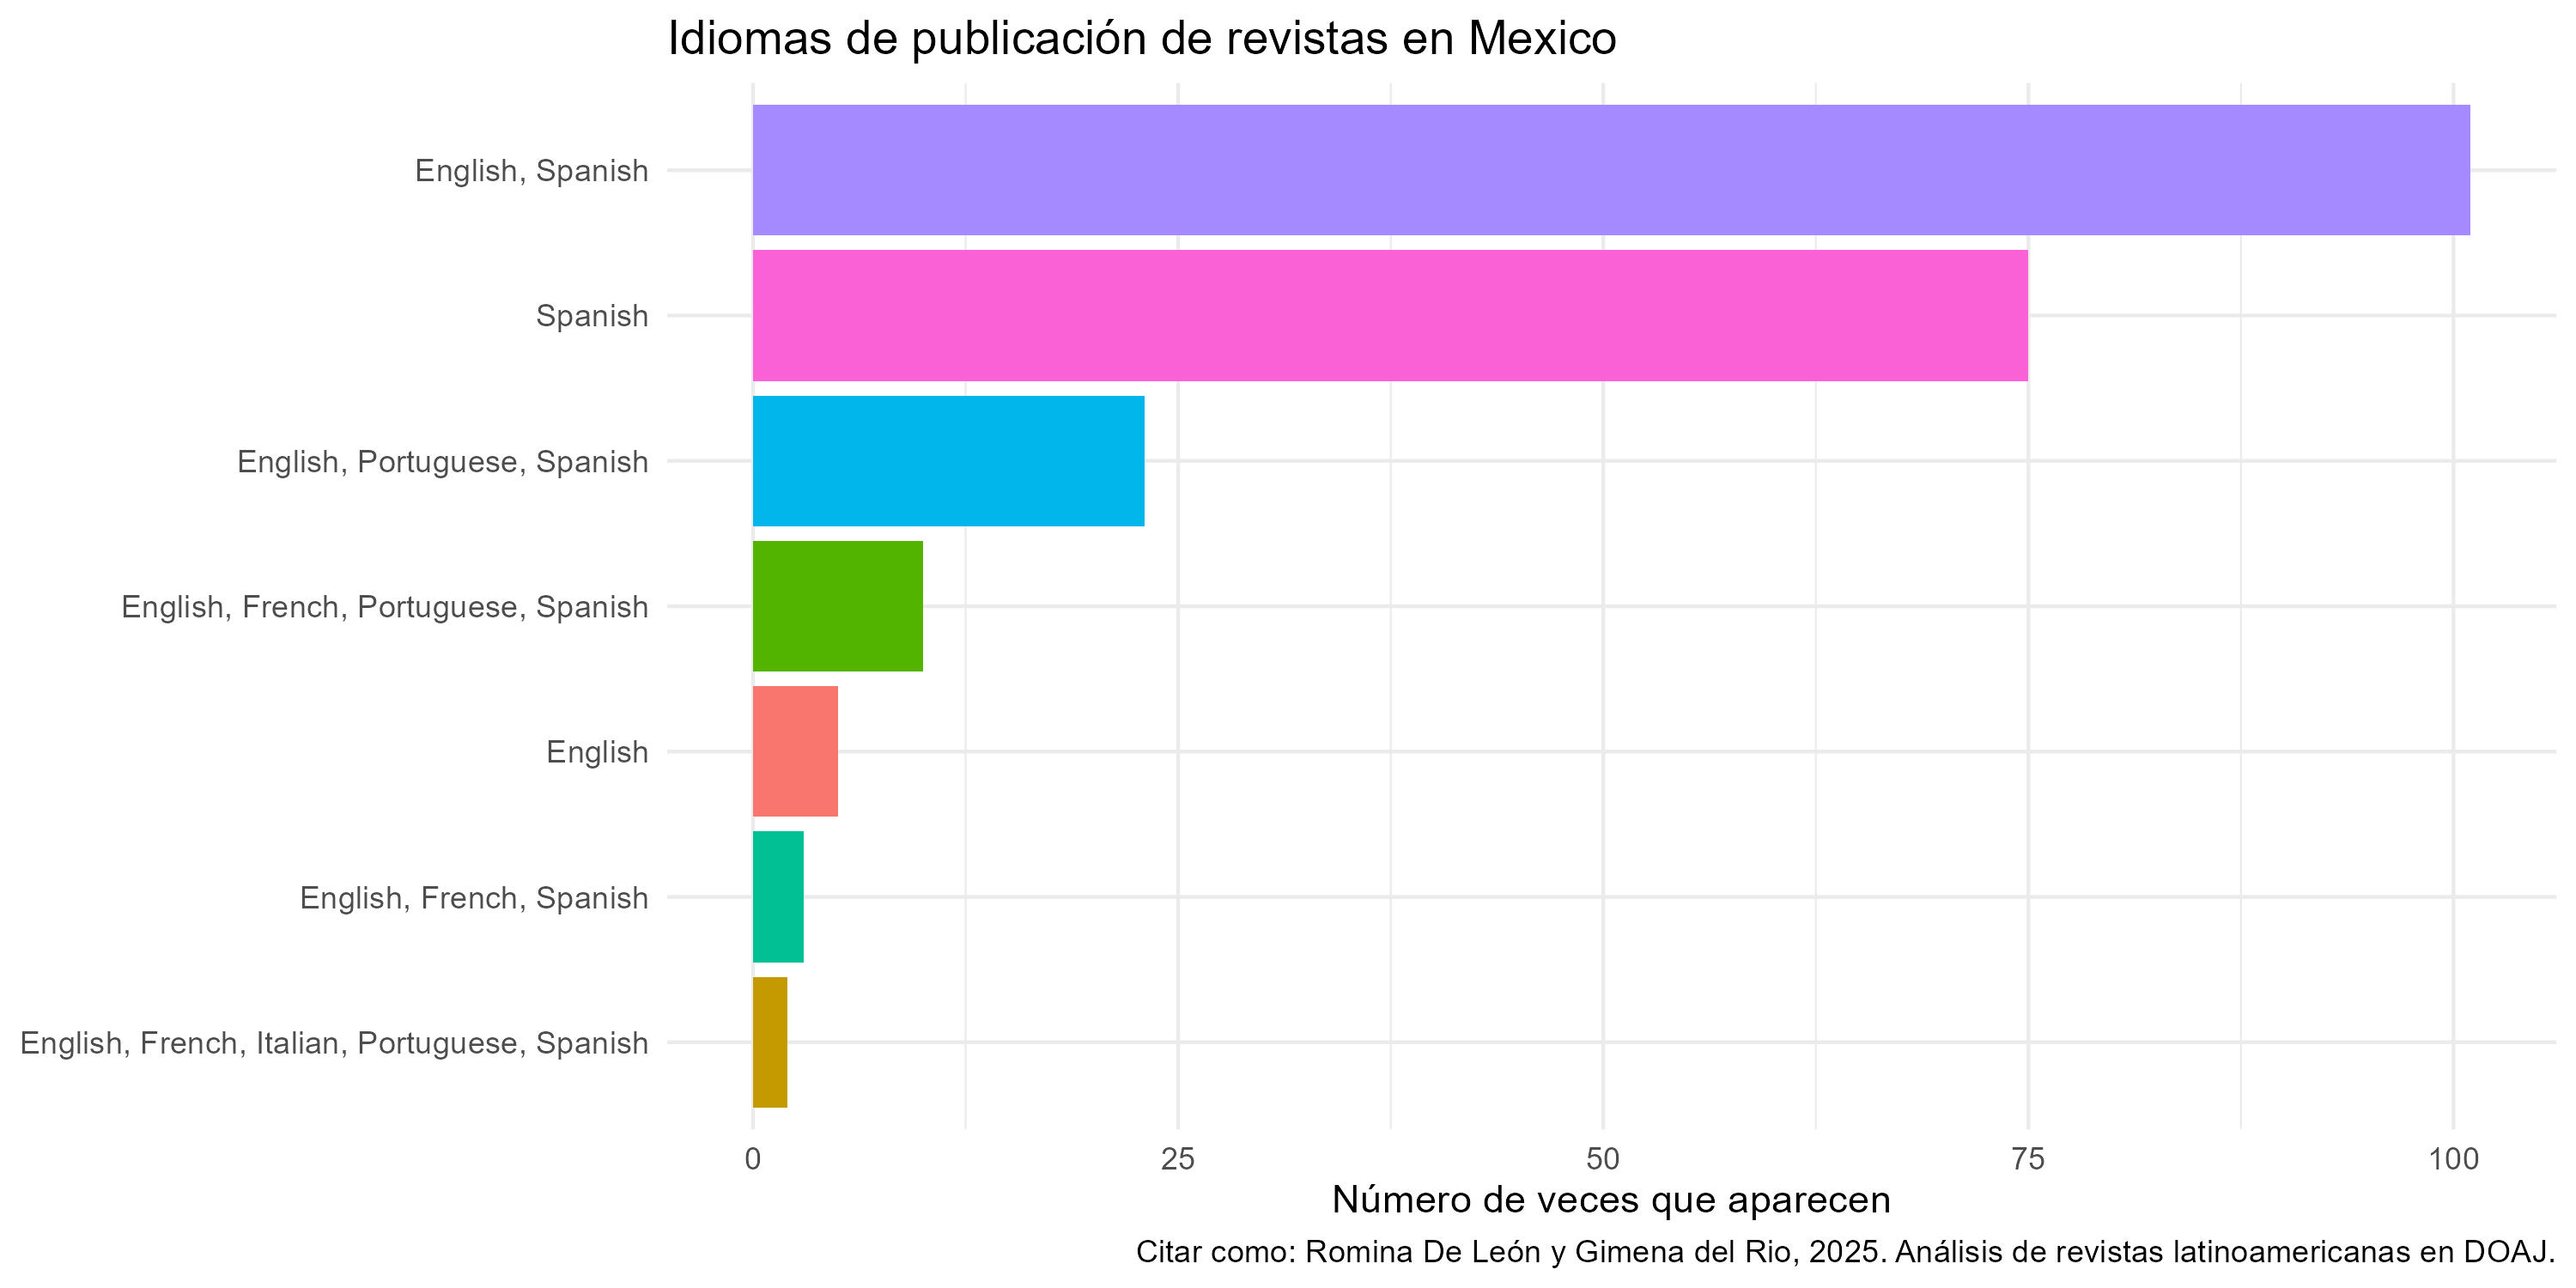 Idiomas de publicación de revistas en Mexico
English, Spanish
Spanish
English, Portuguese, Spanish
English, French, Portuguese, Spanish
English
English, French, Spanish
English, French, Italian, Portuguese, Spanish
0 25 50 75 100
Número de veces que aparecen
Citar como: Romina De León y Gimena del Rio, 2025. Análisis de revistas latinoamericanas en DOAJ.